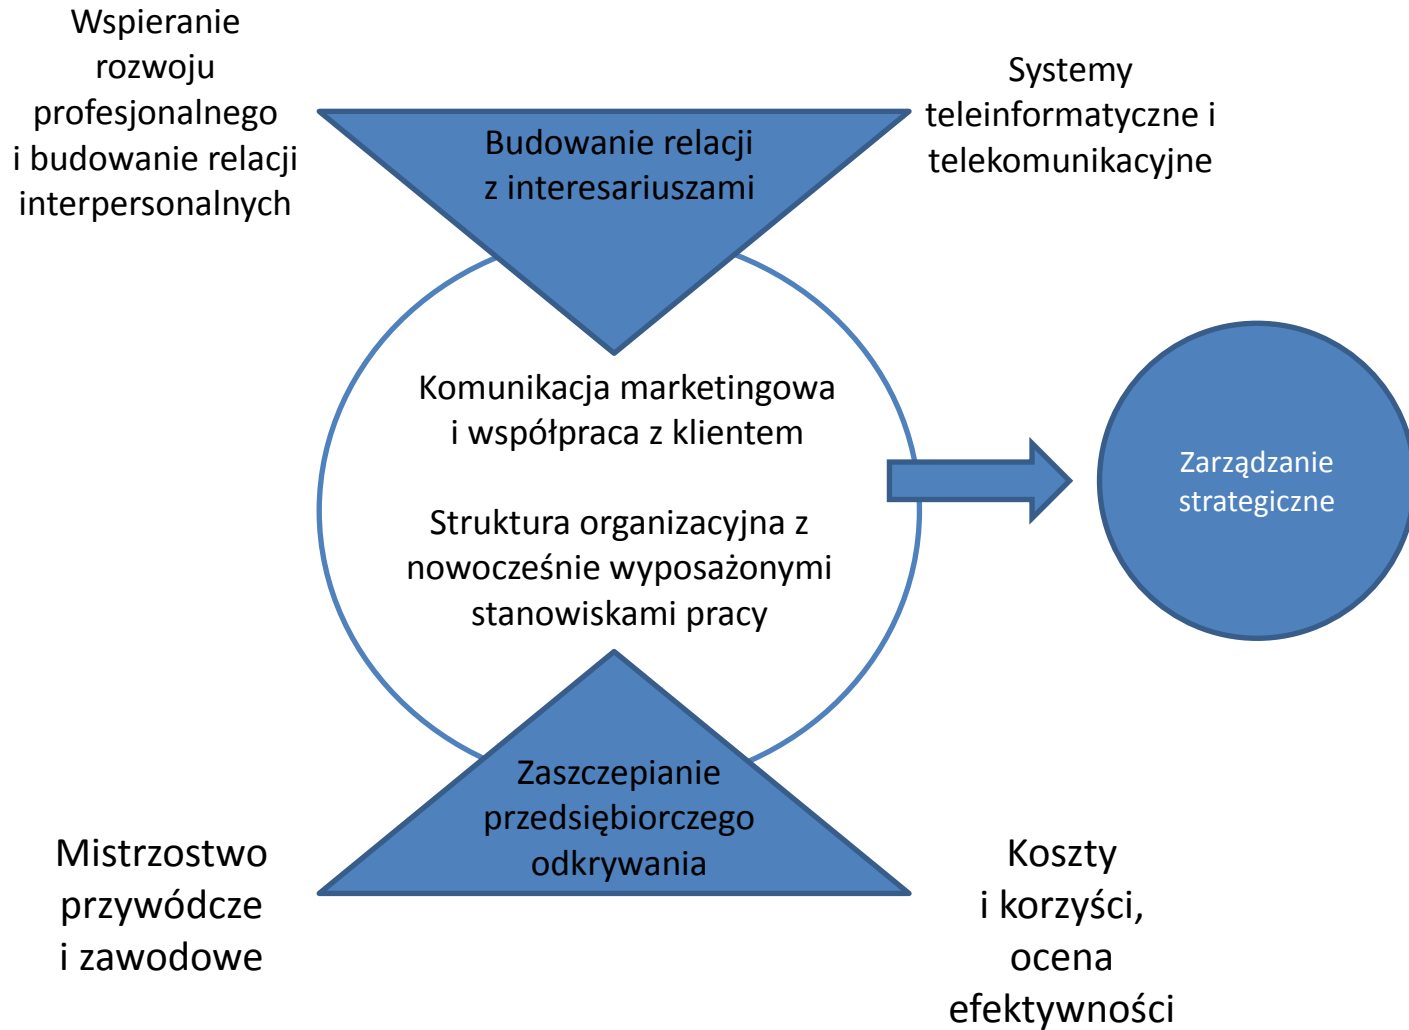 Wspieranie
rozwoju
profesjonalnego
i budowanie relacji
interpersonalnych
Systemy
teleinformatyczne i
telekomunikacyjne
Budowanie relacji
z interesariuszami
Komunikacja marketingowa
i współpraca z klientem
Struktura organizacyjna z
nowocześnie wyposażonymi
stanowiskami pracy
Zarządzanie
strategiczne
Zaszczepianie
przedsiębiorczego
odkrywania
Mistrzostwo
przywódcze
i zawodowe
Koszty
i korzyści,
ocena
efektywności